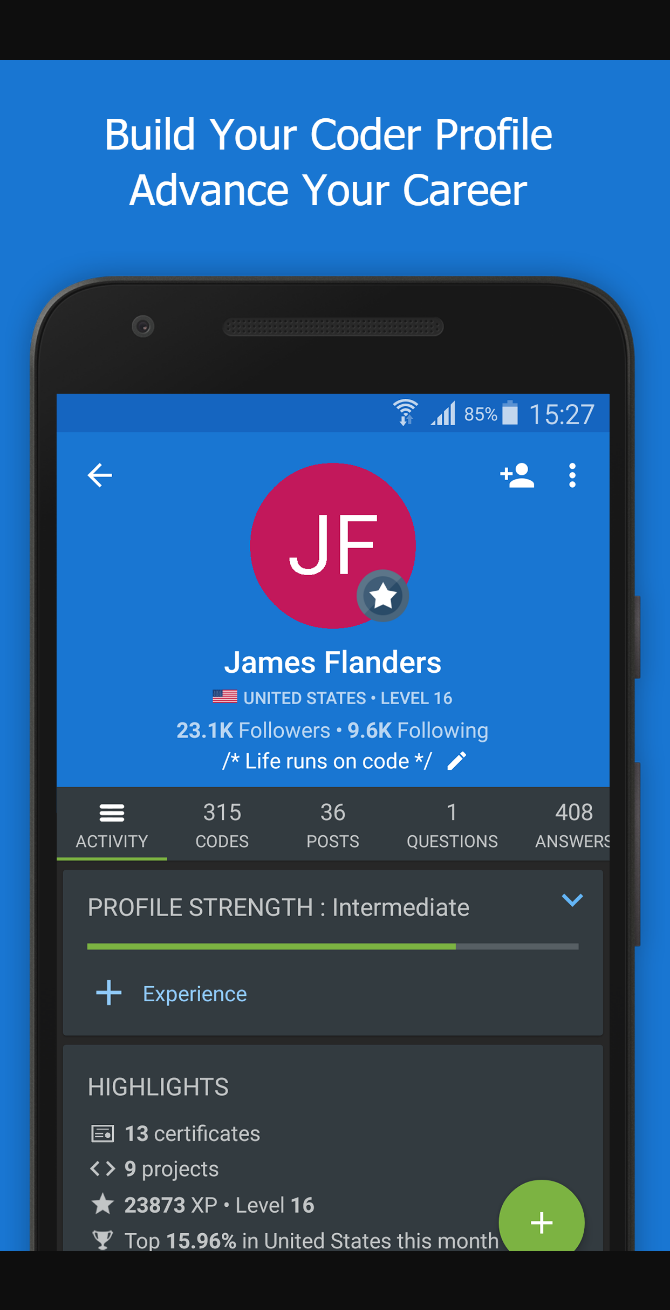 Build Your Coder Profile
Advance Your Career
85% 15:27
JF
James Flanders
UNITED STATES • LEVEL 16
23.1K Followers • 9.6K Following
/* Life runs on code */
ACTIVITY
315 CODES
36 POSTS
1 QUESTIONS
408 ANSWERS
PROFILE STRENGTH : Intermediate
Experience
HIGHLIGHTS
13 certificates
9 projects
23873 XP • Level 16
Top 15.96% in United States this month